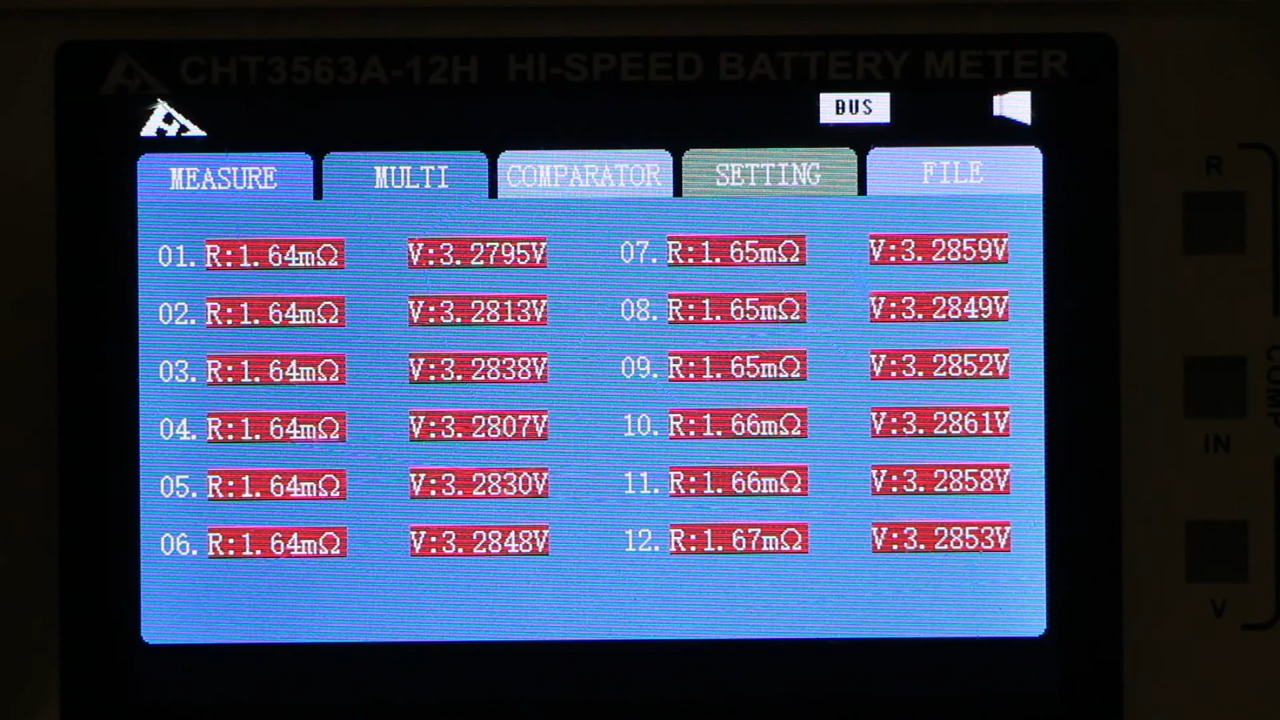 CHT3563A-12H HI-SPEED BATTERY METER
BUS
MEASURE MULTI COMPARATOR SETTING FILE
01. R:1.64mΩ V:3.2795V 07. R:1.65mΩ V:3.2859V
02. R:1.64mΩ V:3.2813V 08. R:1.65mΩ V:3.2849V
03. R:1.64mΩ V:3.2838V 09. R:1.65mΩ V:3.2852V
04. R:1.64mΩ V:3.2807V 10. R:1.66mΩ V:3.2861V
05. R:1.64mΩ V:3.2830V 11. R:1.66mΩ V:3.2858V
06. R:1.64mΩ V:3.2848V 12. R:1.67mΩ V:3.2853V
R
IN
V
COMP